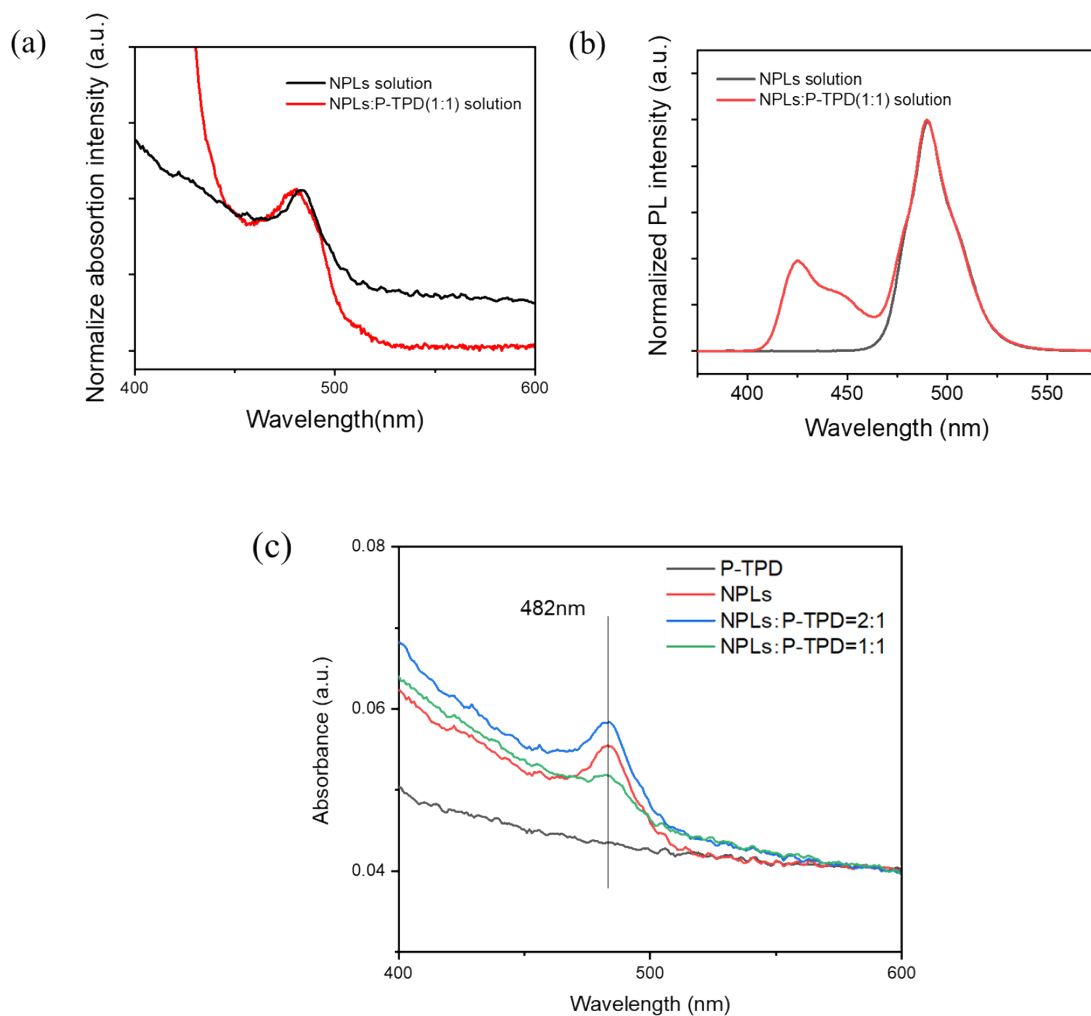 (a)
Normalize abosortion intensity (a.u.)
NPLs solution
NPLs:P-TPD(1:1) solution
400
500
600
Wavelength(nm)
(b)
Normalized PL intensity (a.u.)
NPLs solution
NPLs:P-TPD(1:1) solution
400
450
500
550
Wavelength (nm)
(c)
Absorbance (a.u.)
0.08
0.06
0.04
482nm
P-TPD
NPLs
NPLs:P-TPD=2:1
NPLs:P-TPD=1:1
400
500
600
Wavelength (nm)